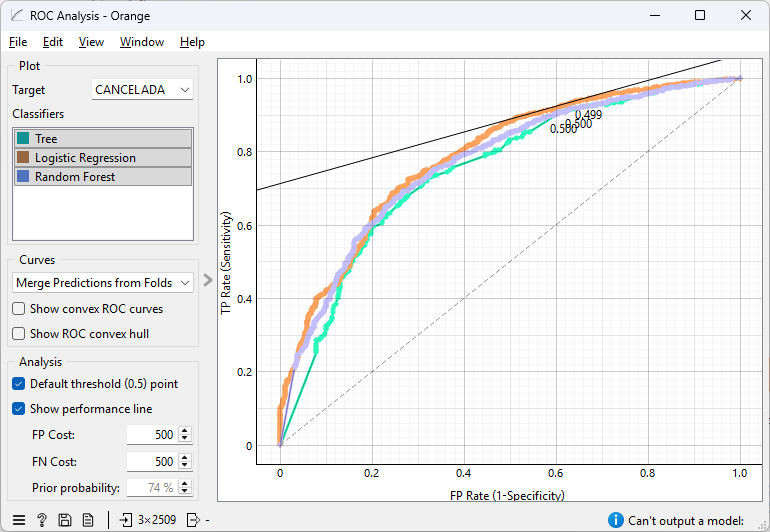 ROC Analysis - Orange
File Edit View Window Help
Plot
Target CANCELADA
Classifiers
Tree
Logistic Regression
Random Forest
Curves
Merge Predictions from Folds
Show convex ROC curves
Show ROC convex hull
Analysis
Default threshold (0.5) point
Show performance line
FP Cost: 500
FN Cost: 500
Prior probability: 74 %
3×2509 -
TP Rate (Sensitivity)
1.0
0.8
0.6
0.4
0.2
0
0.499
0.500
0.500
0 0.2 0.4 0.6 0.8 1.0
FP Rate (1-Specificity)
Can't output a model: